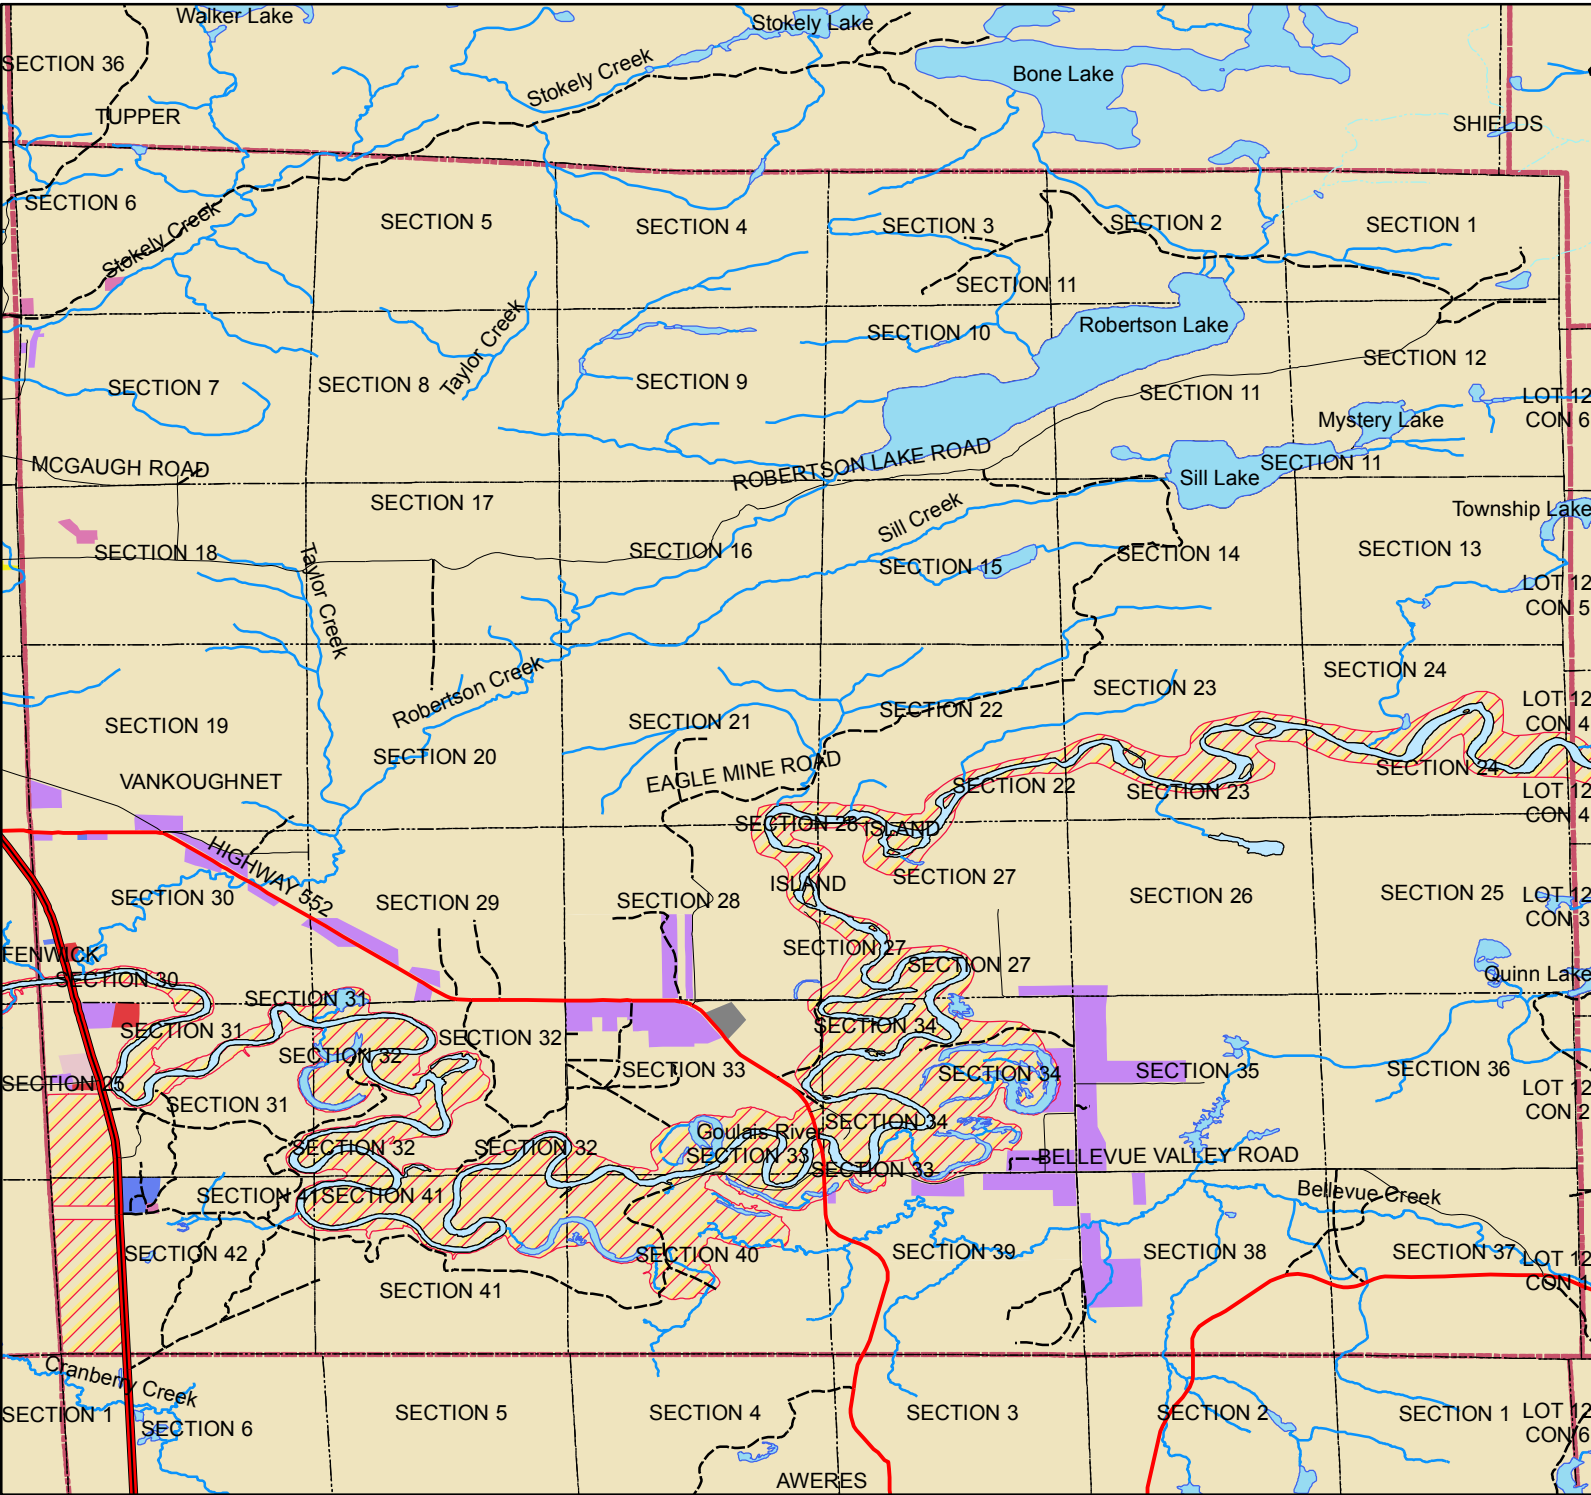 Walker Lake
Stokely Lake
SECTION 36
Stokely Creek
Bone Lake
TUPPER
SHIELDS
SECTION 6
SECTION 5
SECTION 4
SECTION 3
SECTION 2
SECTION 1
Stokely Creek
SECTION 11
Taylor Creek
SECTION 10
Robertson Lake
SECTION 12
SECTION 7
SECTION 8
SECTION 9
SECTION 11
LOT 12
CON 6
Mystery Lake
MCGAUGH ROAD
ROBERTSON LAKE ROAD
Sill Lake
SECTION 11
SECTION 17
Sill Creek
Township Lake
SECTION 18
Taylor Creek
SECTION 16
SECTION 15
SECTION 14
SECTION 13
LOT 12
CON 5
Robertson Creek
SECTION 23
SECTION 24
SECTION 19
SECTION 20
SECTION 21
SECTION 22
LOT 12
CON 4
VANKOUGHNET
EAGLE MINE ROAD
SECTION 22
SECTION 23
SECTION 24
LOT 12
CON 4
SECTION 28
ISLAND
HIGHWAY 552
SECTION 30
SECTION 29
SECTION 28
ISLAND
SECTION 27
SECTION 26
SECTION 25
LOT 12
CON 3
FENWICK
SECTION 27
SECTION 27
Quinn Lake
SECTION 30
SECTION 31
SECTION 31
SECTION 32
SECTION 32
SECTION 34
SECTION 25
SECTION 33
SECTION 34
SECTION 35
SECTION 36
LOT 12
CON 2
SECTION 31
Goulais River
SECTION 34
SECTION 32
SECTION 32
SECTION 33
SECTION 33
BELLEVUE VALLEY ROAD
SECTION 41
SECTION 41
Bellevue Creek
SECTION 42
SECTION 40
SECTION 39
SECTION 38
SECTION 37
LOT 12
CON 1
SECTION 41
Cranberry Creek
SECTION 1
SECTION 6
SECTION 5
SECTION 4
SECTION 3
SECTION 2
SECTION 1
LOT 12
CON 6
AWERES